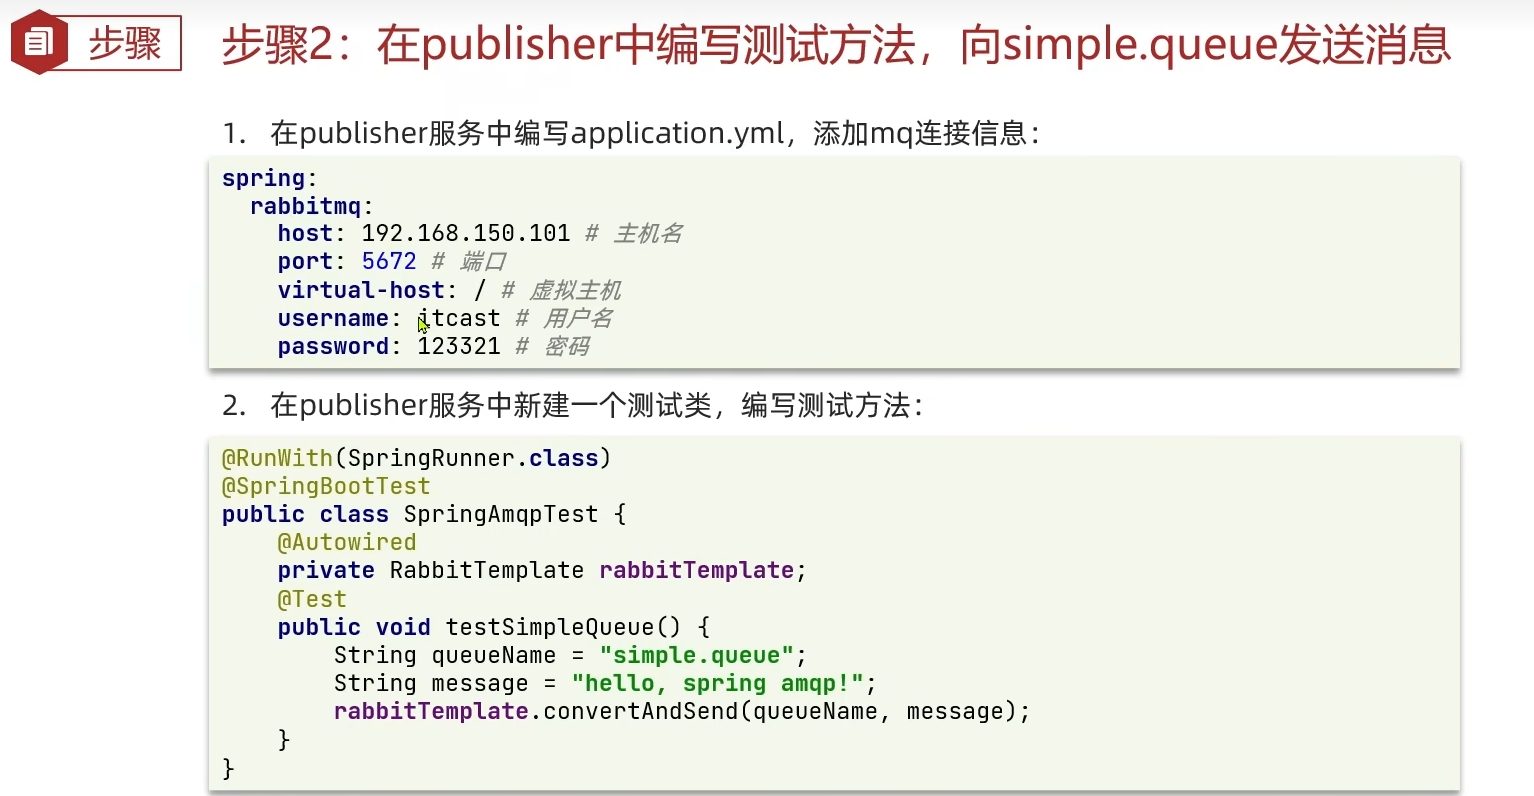 步骤
步骤2：在publisher中编写测试方法，向simple.queue发送消息
1. 在publisher服务中编写application.yml，添加mq连接信息：
spring:
  rabbitmq:
    host: 192.168.150.101 # 主机名
    port: 5672 # 端口
    virtual-host: / # 虚拟主机
    username: itcast # 用户名
    password: 123321 # 密码
2. 在publisher服务中新建一个测试类，编写测试方法：
@RunWith(SpringRunner.class)
@SpringBootTest
public class SpringAmqpTest {
    @Autowired
    private RabbitTemplate rabbitTemplate;
    @Test
    public void testSimpleQueue() {
        String queueName = "simple.queue";
        String message = "hello, spring amqp!";
        rabbitTemplate.convertAndSend(queueName, message);
    }
}